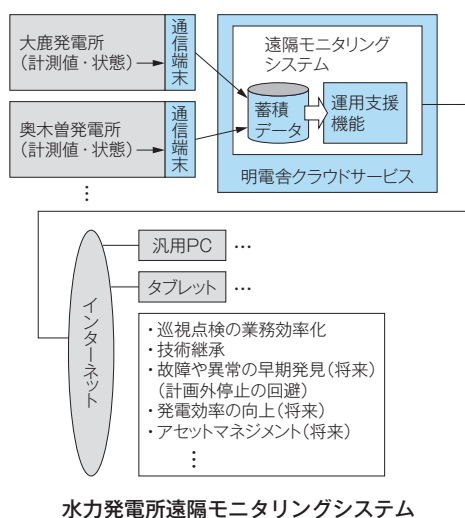 大鹿発電所
(計測値・状態)
通信端末
奥木曽発電所
(計測値・状態)
通信端末
⋮
遠隔モニタリング
システム
蓄積
データ
運用支援
機能
明電舎クラウドサービス
インターネット
汎用PC …
タブレット …
・巡視点検の業務効率化
・技術継承
・故障や異常の早期発見(将来)
(計画外停止の回避)
・発電効率の向上(将来)
・アセットマネジメント(将来)
⋮
水力発電所遠隔モニタリングシステム